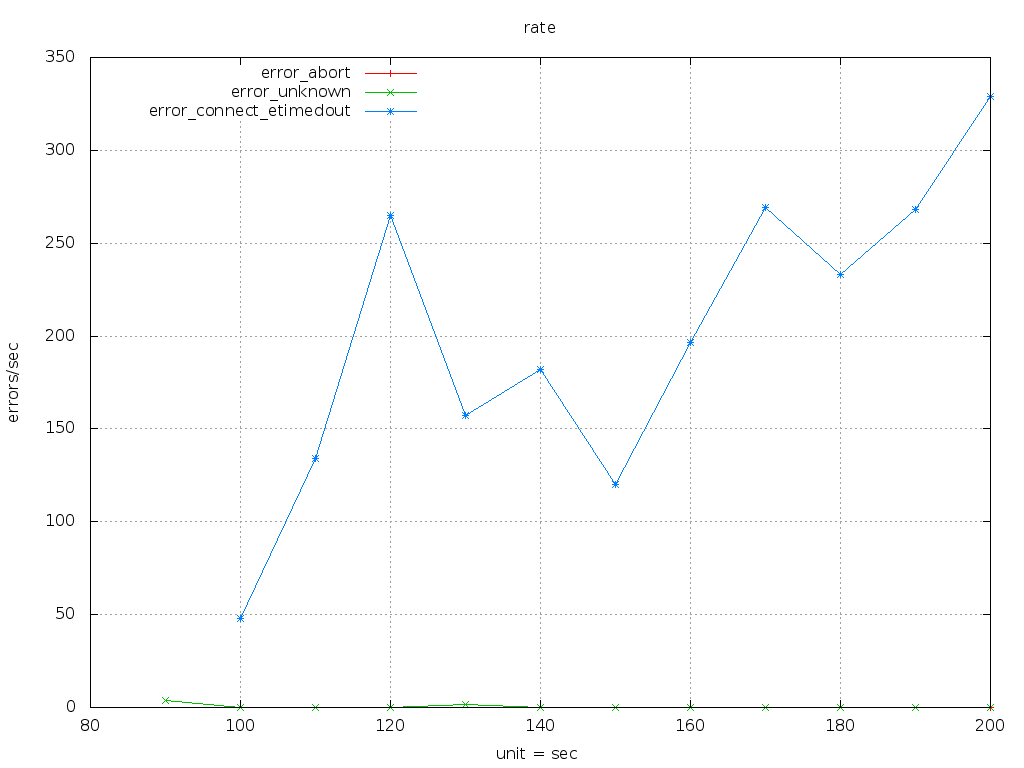 rate
350
300
250
200
150
100
50
0
errors/sec
error_abort
error_unknown
error_connect_etimedout
80 100 120 140 160 180 200
unit = sec